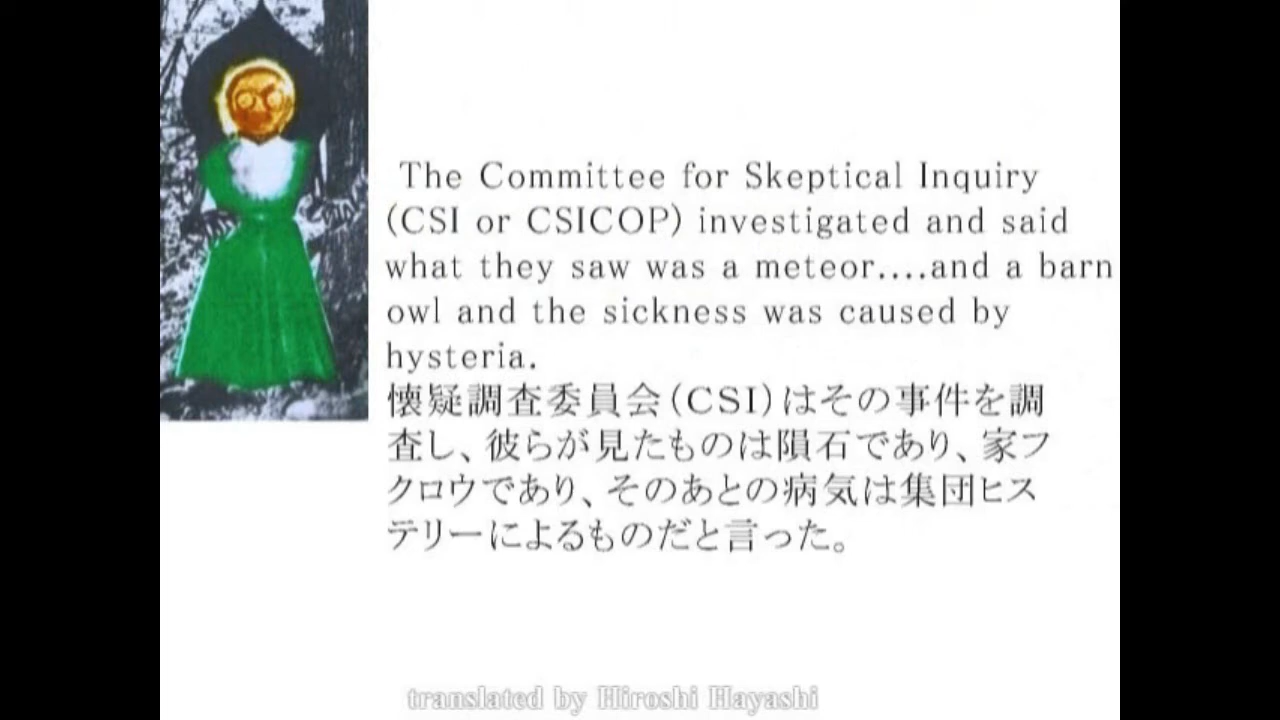 The Committee for Skeptical Inquiry
(CSI or CSICOP) investigated and said
what they saw was a meteor....and a barn
owl and the sickness was caused by
hysteria.
懐疑調査委員会(CSI)はその事件を調
査し、彼らが見たものは隕石であり、家フ
クロウであり、そのあとの病気は集団ヒス
テリーによるものだと言った。
translated by Hiroshi Hayashi